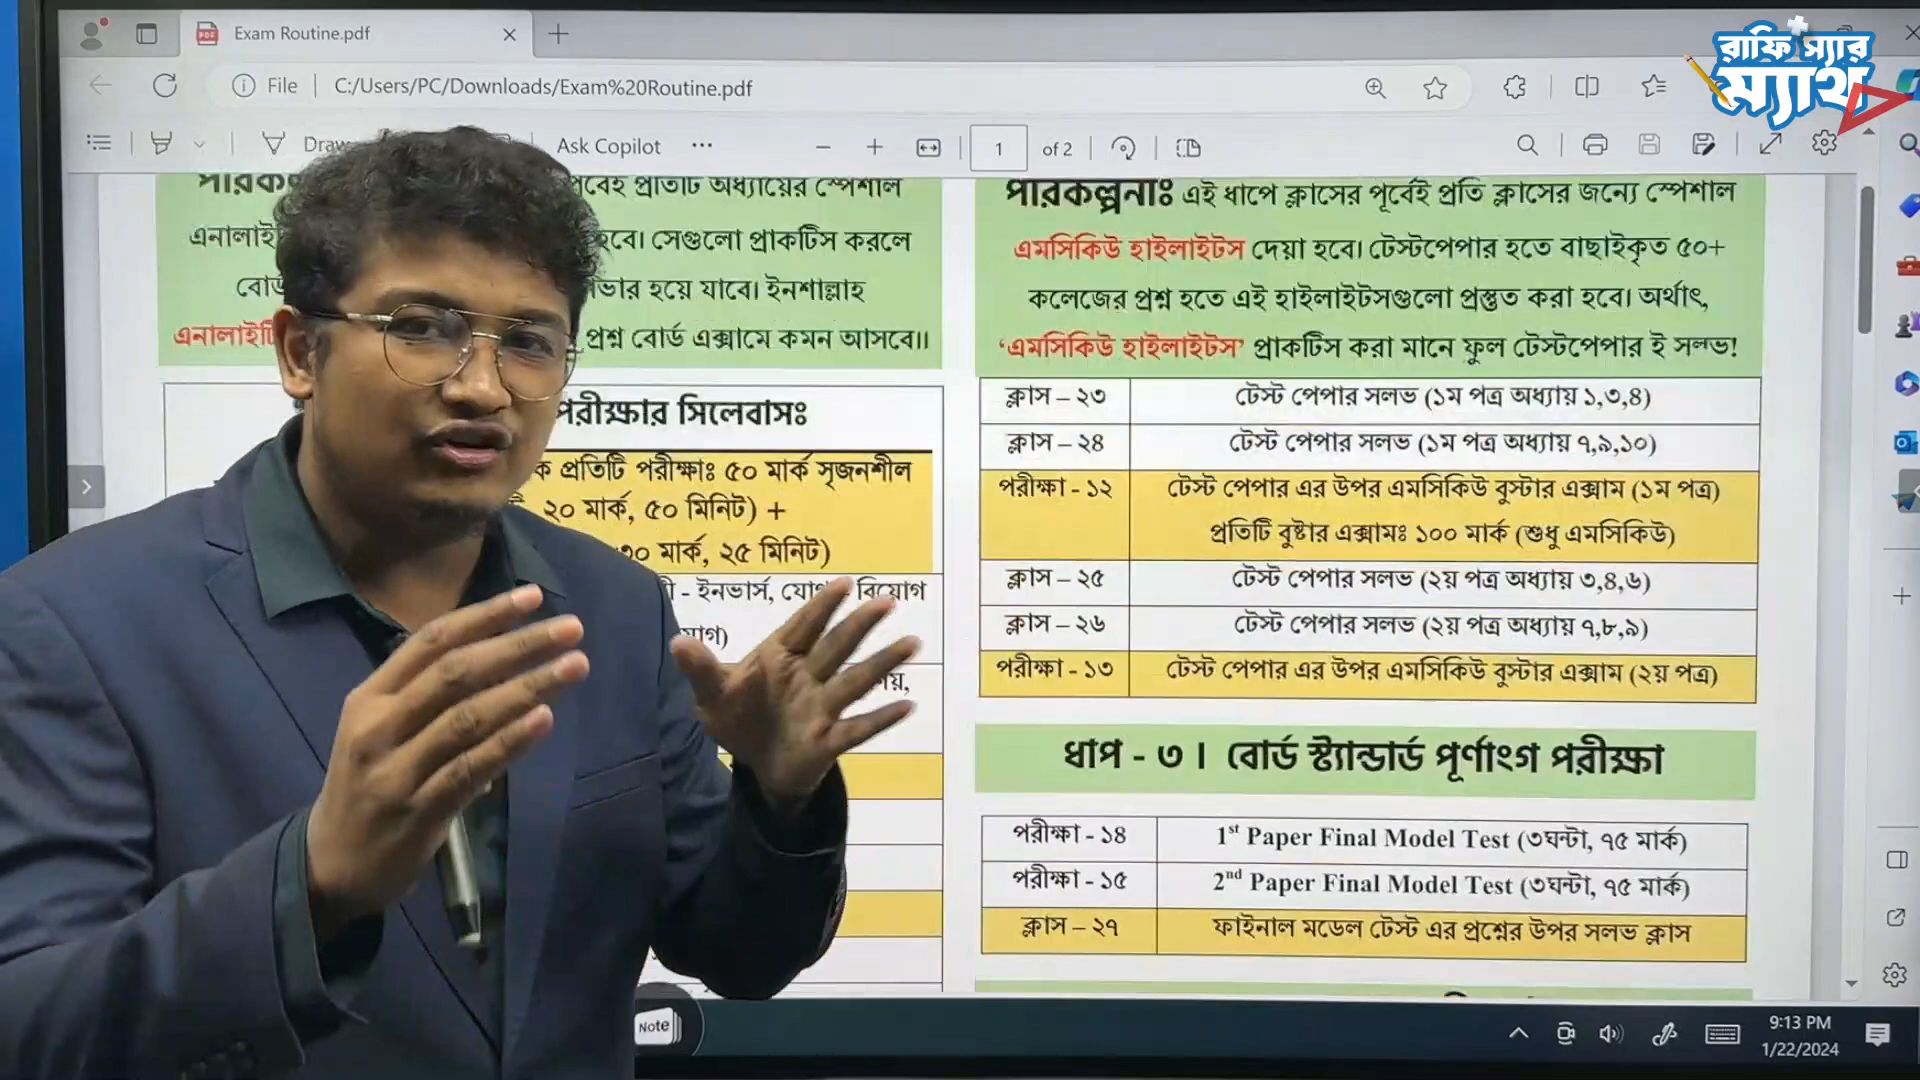 Exam Routine.pdf
রাফি স্যার
ম্যাথ
File
C:/Users/PC/Downloads/Exam%20Routine.pdf
Draw
Ask Copilot
1
of 2
প্রতিটি অধ্যায়ের স্পেশাল
হবে। সেগুলো প্রাকটিস করলে
হয়ে যাবে। ইনশাল্লাহ
প্রশ্ন বোর্ড এক্সামে কমন আসবে॥
পরীক্ষার সিলেবাসঃ
প্রতিটি পরীক্ষাঃ ৫০ মার্ক সৃজনশীল
২০ মার্ক, ৫০ মিনিট) +
মার্ক, ২৫ মিনিট)
- ইনভার্স,
বিয়োগ
পরিকল্পনাঃ এই ধাপে ক্লাসের পূর্বেই প্রতি ক্লাসের জন্যে স্পেশাল
এমসিকিউ হাইলাইটস দেয়া হবে। টেস্টপেপার হতে বাছাইকৃত ৫০+
কলেজের প্রশ্ন হতে এই হাইলাইটসগুলো প্রস্তুত করা হবে। অর্থাৎ,
‘এমসিকিউ হাইলাইটস’ প্রাকটিস করা মানে ফুল টেস্টপেপার ই সলভ!
ক্লাস – ২৩ টেস্ট পেপার সলভ (১ম পত্র অধ্যায় ১,৩,৪)
ক্লাস – ২৪ টেস্ট পেপার সলভ (১ম পত্র অধ্যায় ৭,৯,১০)
পরীক্ষা - ১২ টেস্ট পেপার এর উপর এমসিকিউ বুস্টার এক্সাম (১ম পত্র)
প্রতিটি বুষ্টার এক্সামঃ ১০০ মার্ক (শুধু এমসিকিউ)
ক্লাস – ২৫ টেস্ট পেপার সলভ (২য় পত্র অধ্যায় ৩,৪,৬)
ক্লাস – ২৬ টেস্ট পেপার সলভ (২য় পত্র অধ্যায় ৭,৮,৯)
পরীক্ষা - ১৩ টেস্ট পেপার এর উপর এমসিকিউ বুস্টার এক্সাম (২য় পত্র)
ধাপ - ৩ । বোর্ড স্ট্যান্ডার্ড পূর্ণাংগ পরীক্ষা
পরীক্ষা - ১৪ 1st Paper Final Model Test (৩ঘন্টা, ৭৫ মার্ক)
পরীক্ষা - ১৫ 2nd Paper Final Model Test (৩ঘন্টা, ৭৫ মার্ক)
ক্লাস – ২৭ ফাইনাল মডেল টেস্ট এর প্রশ্নের উপর সলভ ক্লাস
Note
9:13 PM
1/22/2024